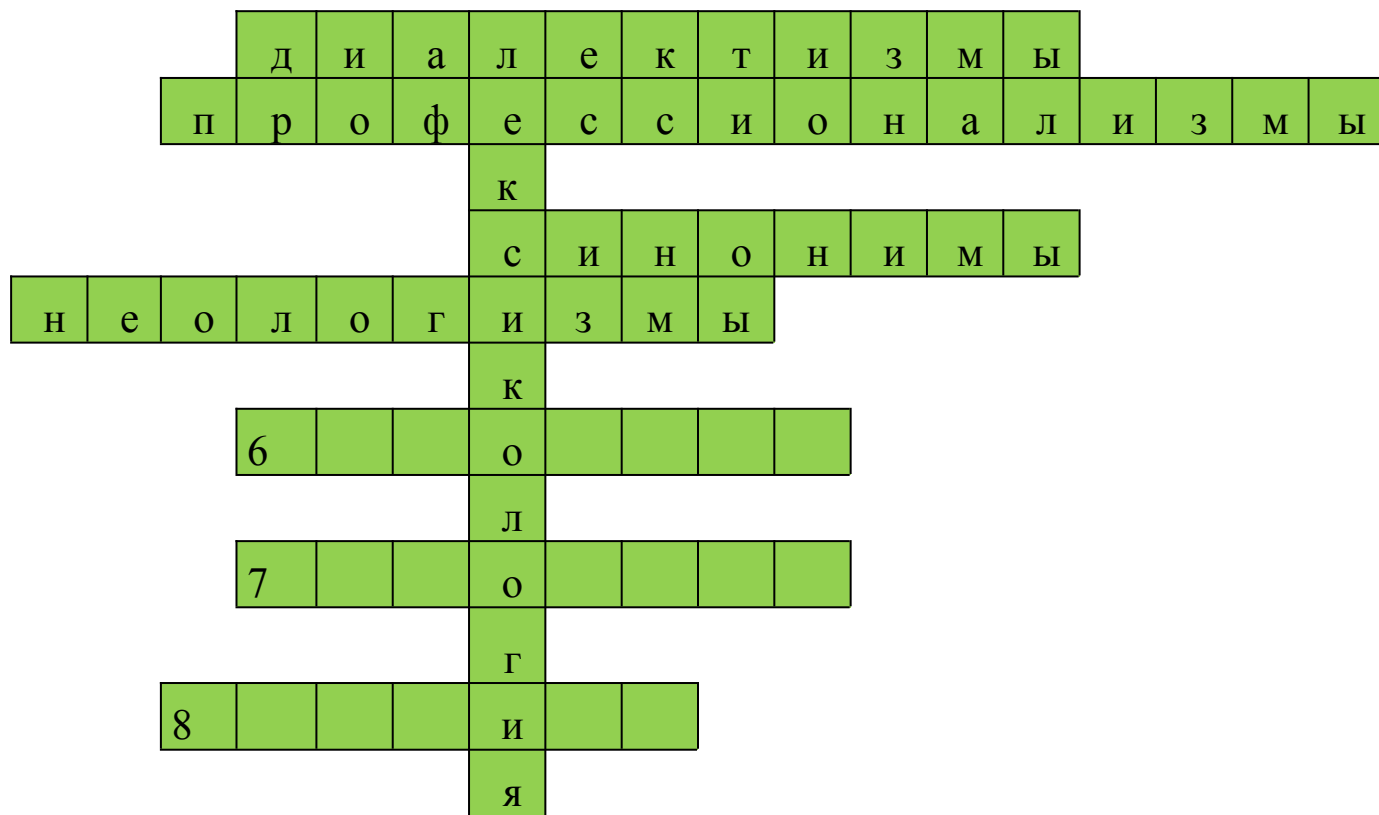 диалектизмы
профессионализмы
к
синонимы
неологизмы
к
6 о
л
7 о
г
8 и
я